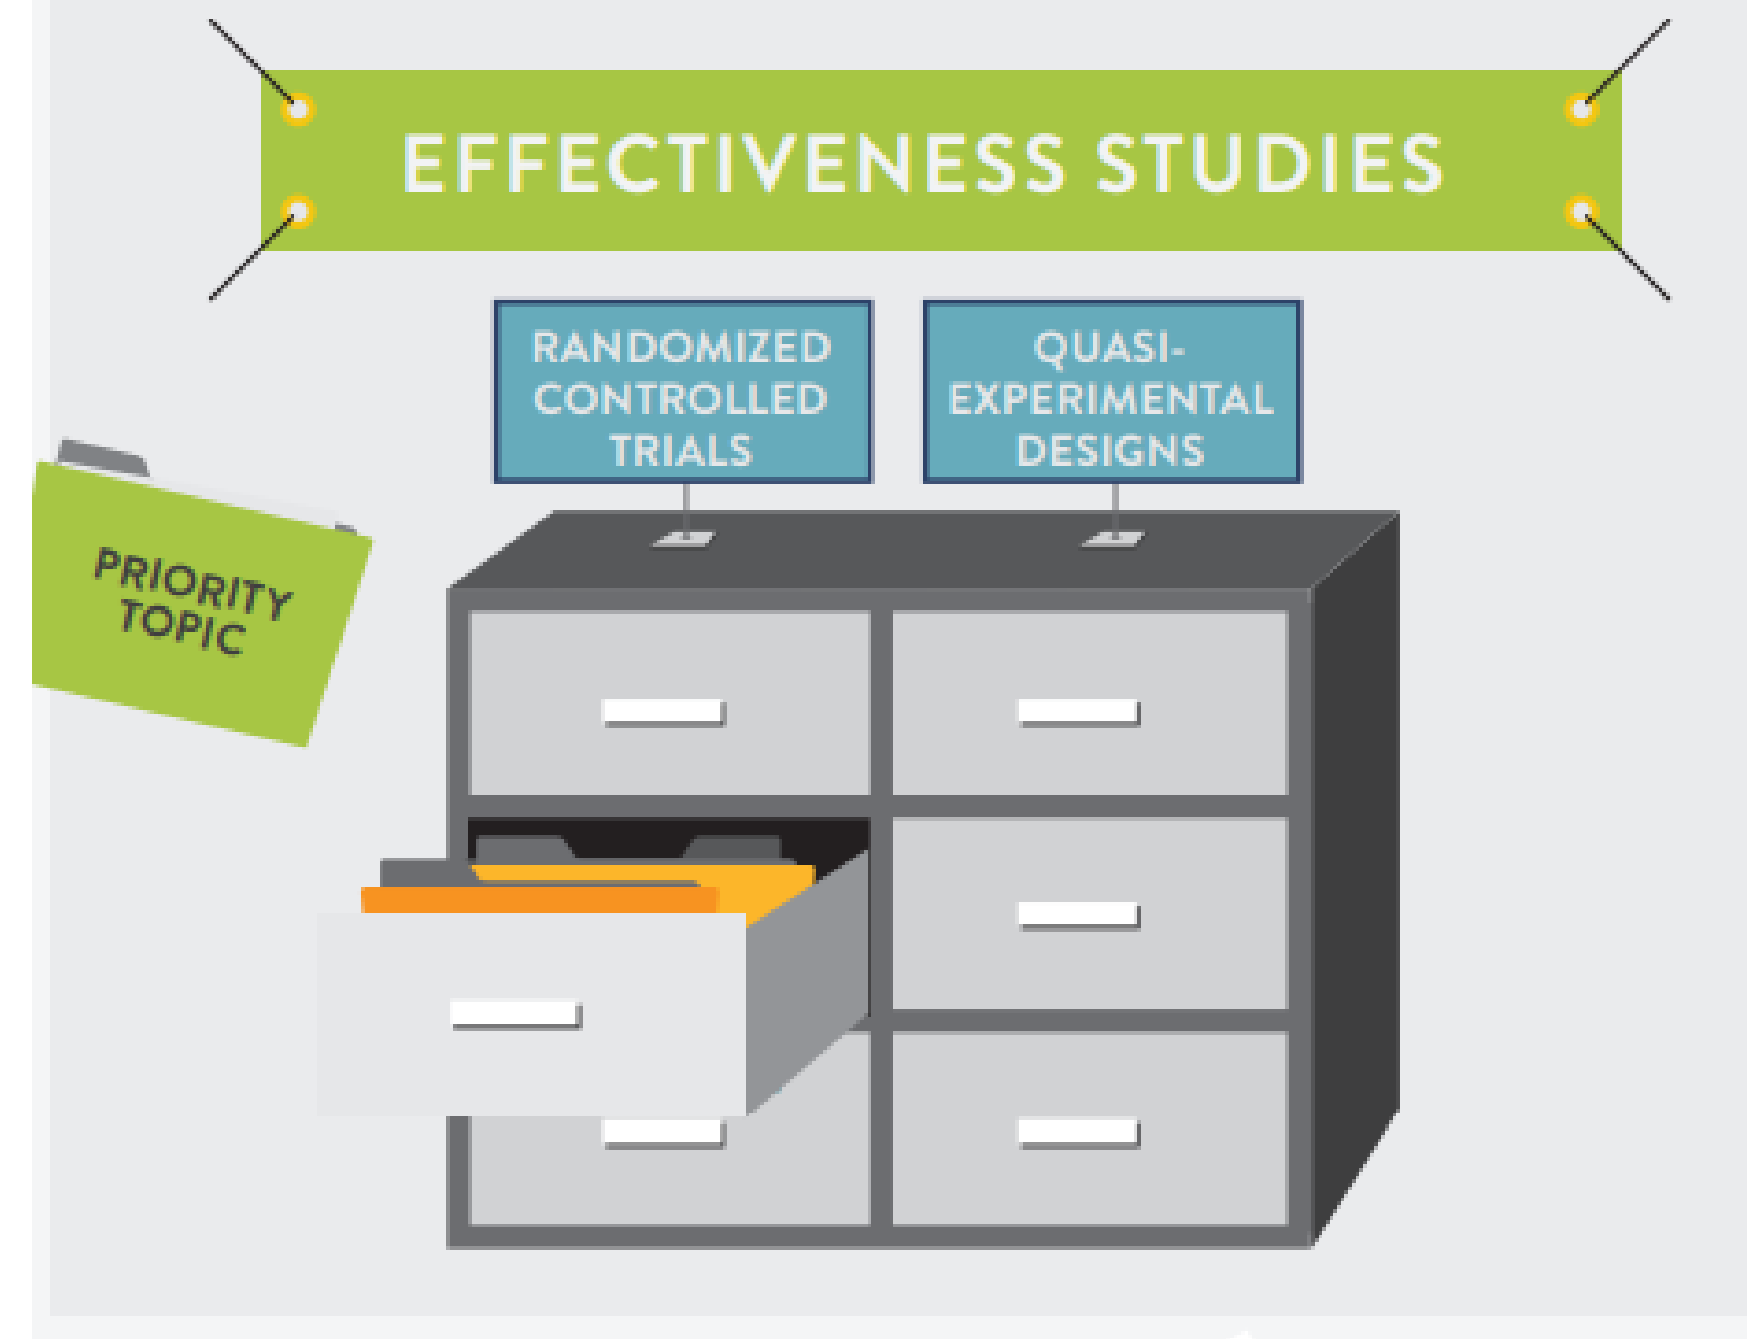 EFFECTIVENESS STUDIES
RANDOMIZED
CONTROLLED
TRIALS
QUASI-
EXPERIMENTAL
DESIGNS
PRIORITY
TOPIC